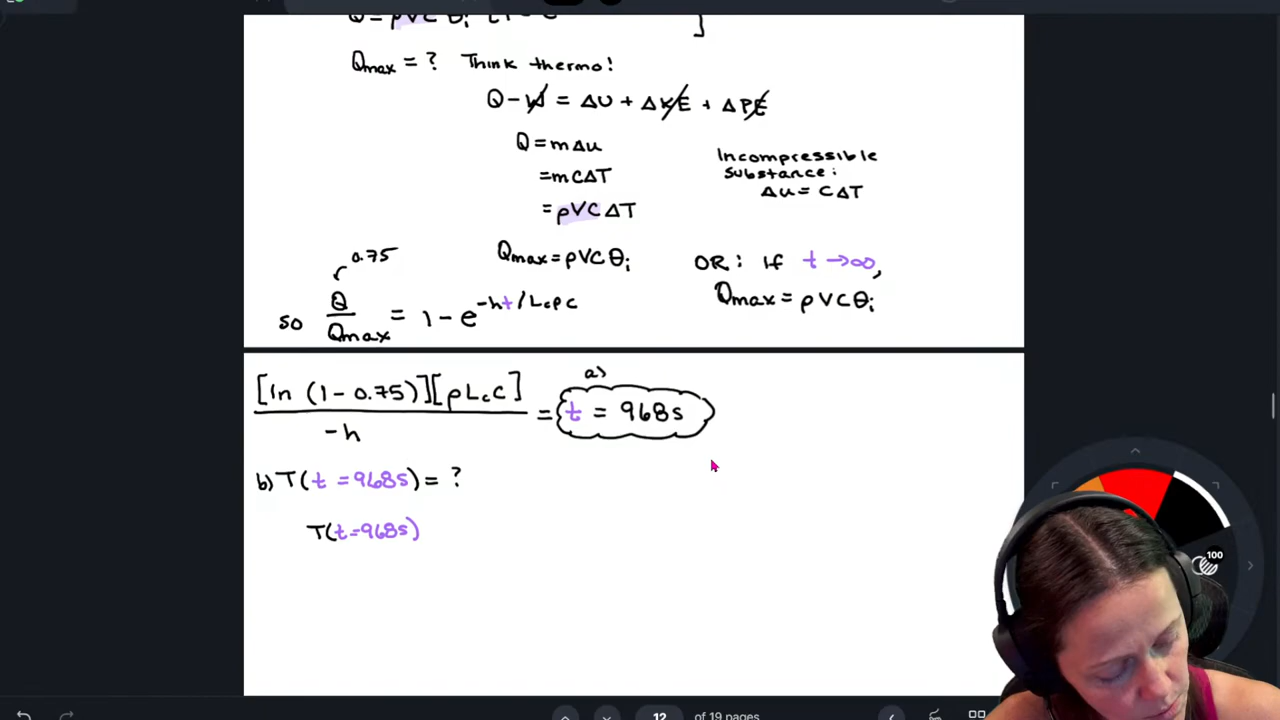 Qmax = ? Think thermo!
Q - W = ΔU + ΔKE + ΔPE
Q = mΔu
= mCΔT
= ρVCΔT
Incompressible
Substance:
Δu = CΔT
0.75
Qmax = ρVCθi
OR: if t → ∞,
Qmax = ρVCθi
so Q/Qmax = 1 - e^-ht/Lcρc
[ln (1 - 0.75)][ρLcC]
-h
= t = 968s
a)
b) T(t = 968s) = ?
T(t=968s)
100
12 of 19 pages